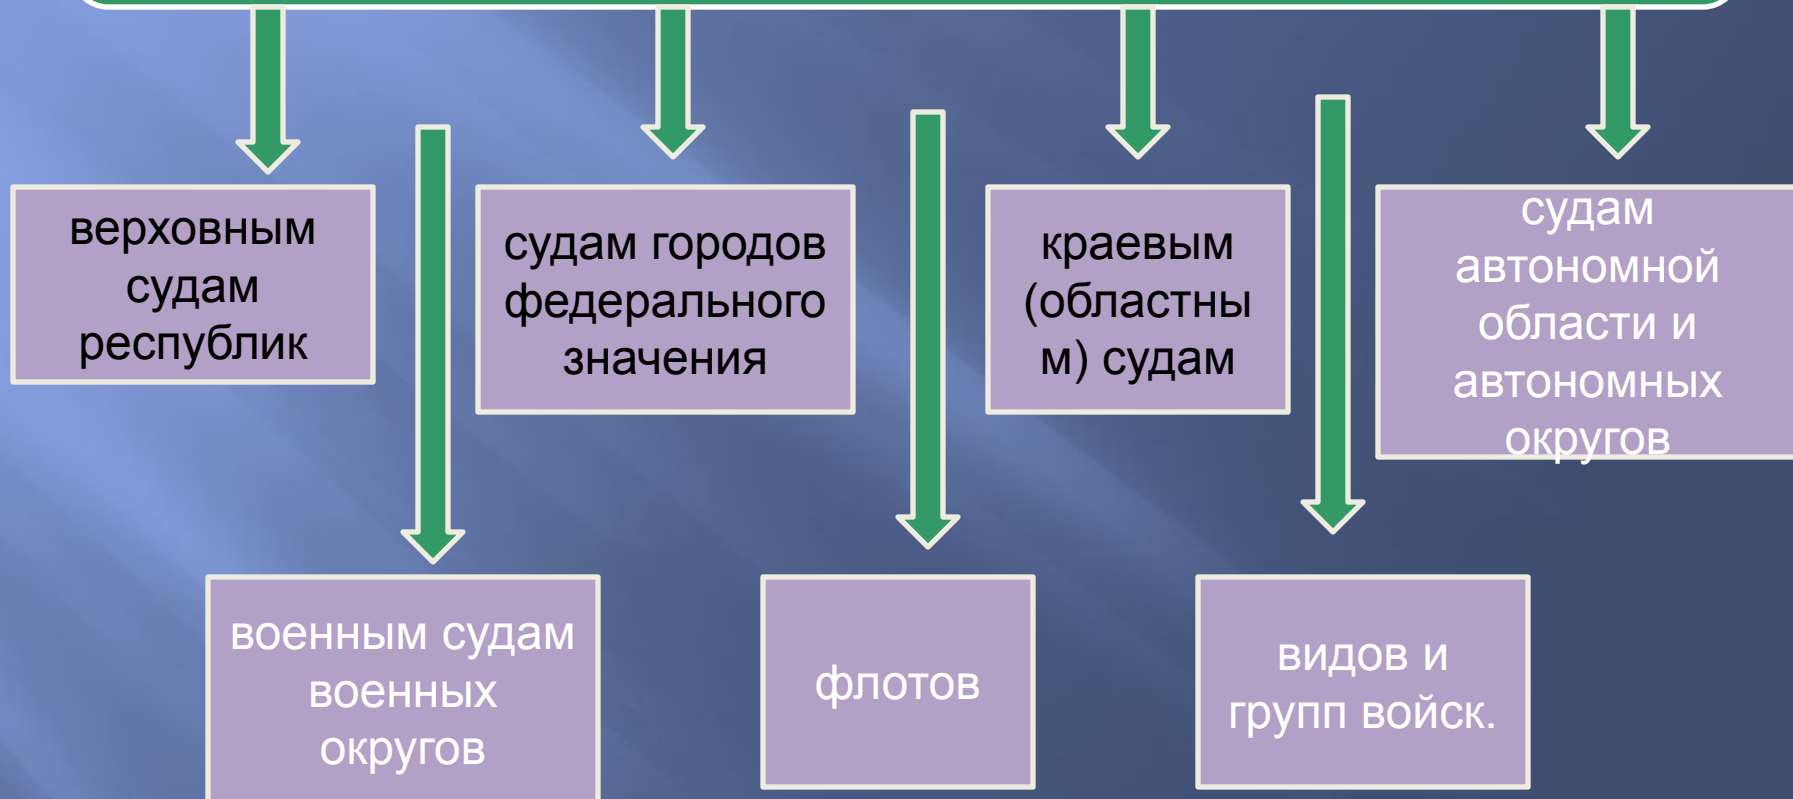 верховным
судам
республик
судам городов
федерального
значения
краевым
(областны
м) судам
судам
автономной
области и
автономных
округов
военным судам
военных
округов
флотов
видов и
групп войск.